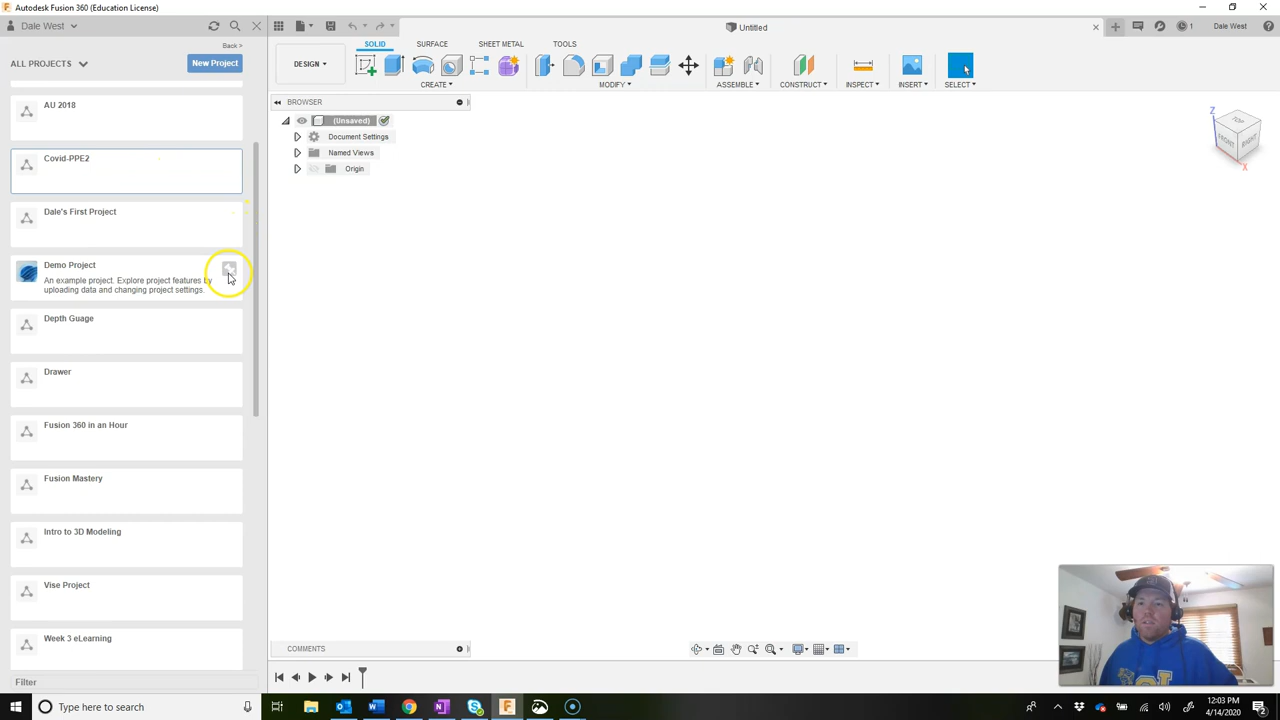 Autodesk Fusion 360 (Education License)
Dale West
Untitled
1
Dale West
Back >
ALL PROJECTS
New Project
SOLID
SURFACE
SHEET METAL
TOOLS
DESIGN
CREATE
MODIFY
ASSEMBLE
CONSTRUCT
INSPECT
INSERT
SELECT
BROWSER
(Unsaved)
Document Settings
Named Views
Origin
Z
TOP
FRONT
RIGHT
X
AU 2018
Covid-PPE2
Dale's First Project
Demo Project
An example project. Explore project features by
uploading data and changing project settings.
Depth Guage
Drawer
Fusion 360 in an Hour
Fusion Mastery
Intro to 3D Modeling
Vise Project
Week 3 eLearning
Filter
COMMENTS
Type here to search
12:03 PM
4/14/2020